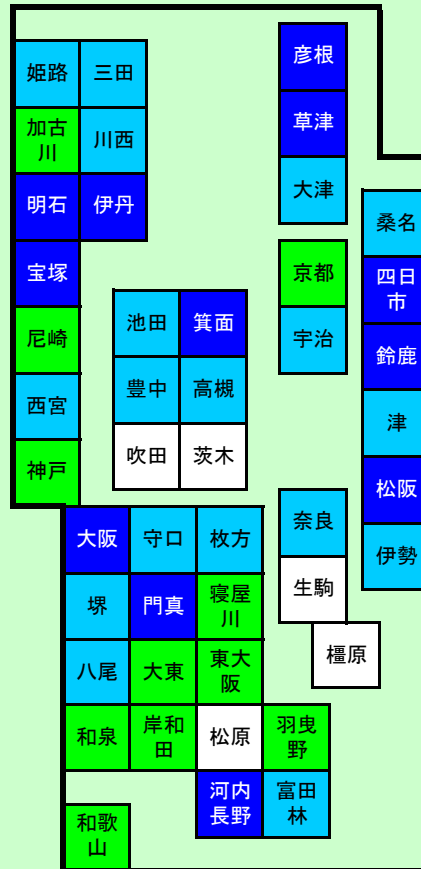 姫路
三田
加古
川
川西
明石
伊丹
宝塚
尼崎
西宮
神戸
池田
箕面
豊中
高槻
吹田
茨木
彦根
草津
大津
京都
宇治
桑名
四日
市
鈴鹿
津
松阪
伊勢
大阪
守口
枚方
堺
門真
寝屋
川
八尾
大東
東大
阪
和泉
岸和
田
松原
羽曳
野
河内
長野
富田
林
和歌
山
奈良
生駒
橿原